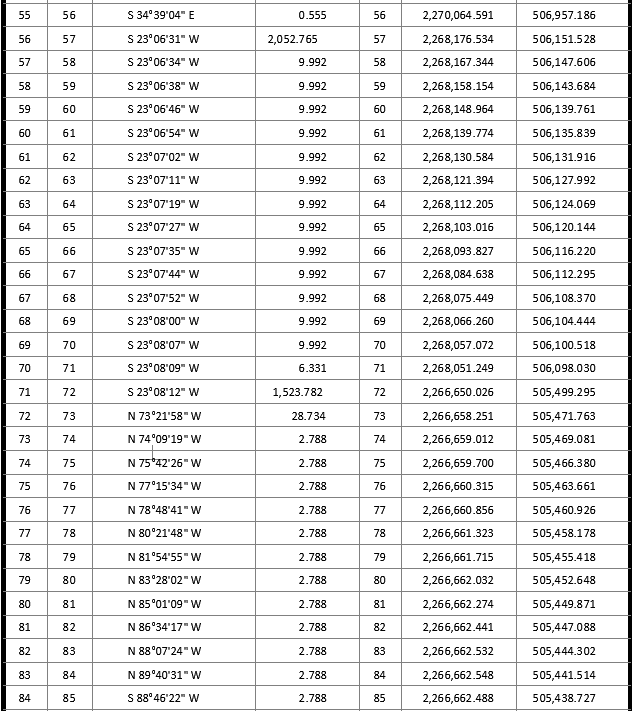 55 56 S 34°39'04" E 0.555 56 2,270,064.591 506,957.186
56 57 S 23°06'31" W 2,052.765 57 2,268,176.534 506,151.528
57 58 S 23°06'34" W 9.992 58 2,268,167.344 506,147.606
58 59 S 23°06'38" W 9.992 59 2,268,158.154 506,143.684
59 60 S 23°06'46" W 9.992 60 2,268,148.964 506,139.761
60 61 S 23°06'54" W 9.992 61 2,268,139.774 506,135.839
61 62 S 23°07'02" W 9.992 62 2,268,130.584 506,131.916
62 63 S 23°07'11" W 9.992 63 2,268,121.394 506,127.992
63 64 S 23°07'19" W 9.992 64 2,268,112.205 506,124.069
64 65 S 23°07'27" W 9.992 65 2,268,103.016 506,120.144
65 66 S 23°07'35" W 9.992 66 2,268,093.827 506,116.220
66 67 S 23°07'44" W 9.992 67 2,268,084.638 506,112.295
67 68 S 23°07'52" W 9.992 68 2,268,075.449 506,108.370
68 69 S 23°08'00" W 9.992 69 2,268,066.260 506,104.444
69 70 S 23°08'07" W 9.992 70 2,268,057.072 506,100.518
70 71 S 23°08'09" W 6.331 71 2,268,051.249 506,098.030
71 72 S 23°08'12" W 1,523.782 72 2,266,650.026 505,499.295
72 73 N 73°21'58" W 28.734 73 2,266,658.251 505,471.763
73 74 N 74°09'19" W 2.788 74 2,266,659.012 505,469.081
74 75 N 75°42'26" W 2.788 75 2,266,659.700 505,466.380
75 76 N 77°15'34" W 2.788 76 2,266,660.315 505,463.661
76 77 N 78°48'41" W 2.788 77 2,266,660.856 505,460.926
77 78 N 80°21'48" W 2.788 78 2,266,661.323 505,458.178
78 79 N 81°54'55" W 2.788 79 2,266,661.715 505,455.418
79 80 N 83°28'02" W 2.788 80 2,266,662.032 505,452.648
80 81 N 85°01'09" W 2.788 81 2,266,662.274 505,449.871
81 82 N 86°34'17" W 2.788 82 2,266,662.441 505,447.088
82 83 N 88°07'24" W 2.788 83 2,266,662.532 505,444.302
83 84 N 89°40'31" W 2.788 84 2,266,662.548 505,441.514
84 85 S 88°46'22" W 2.788 85 2,266,662.488 505,438.727